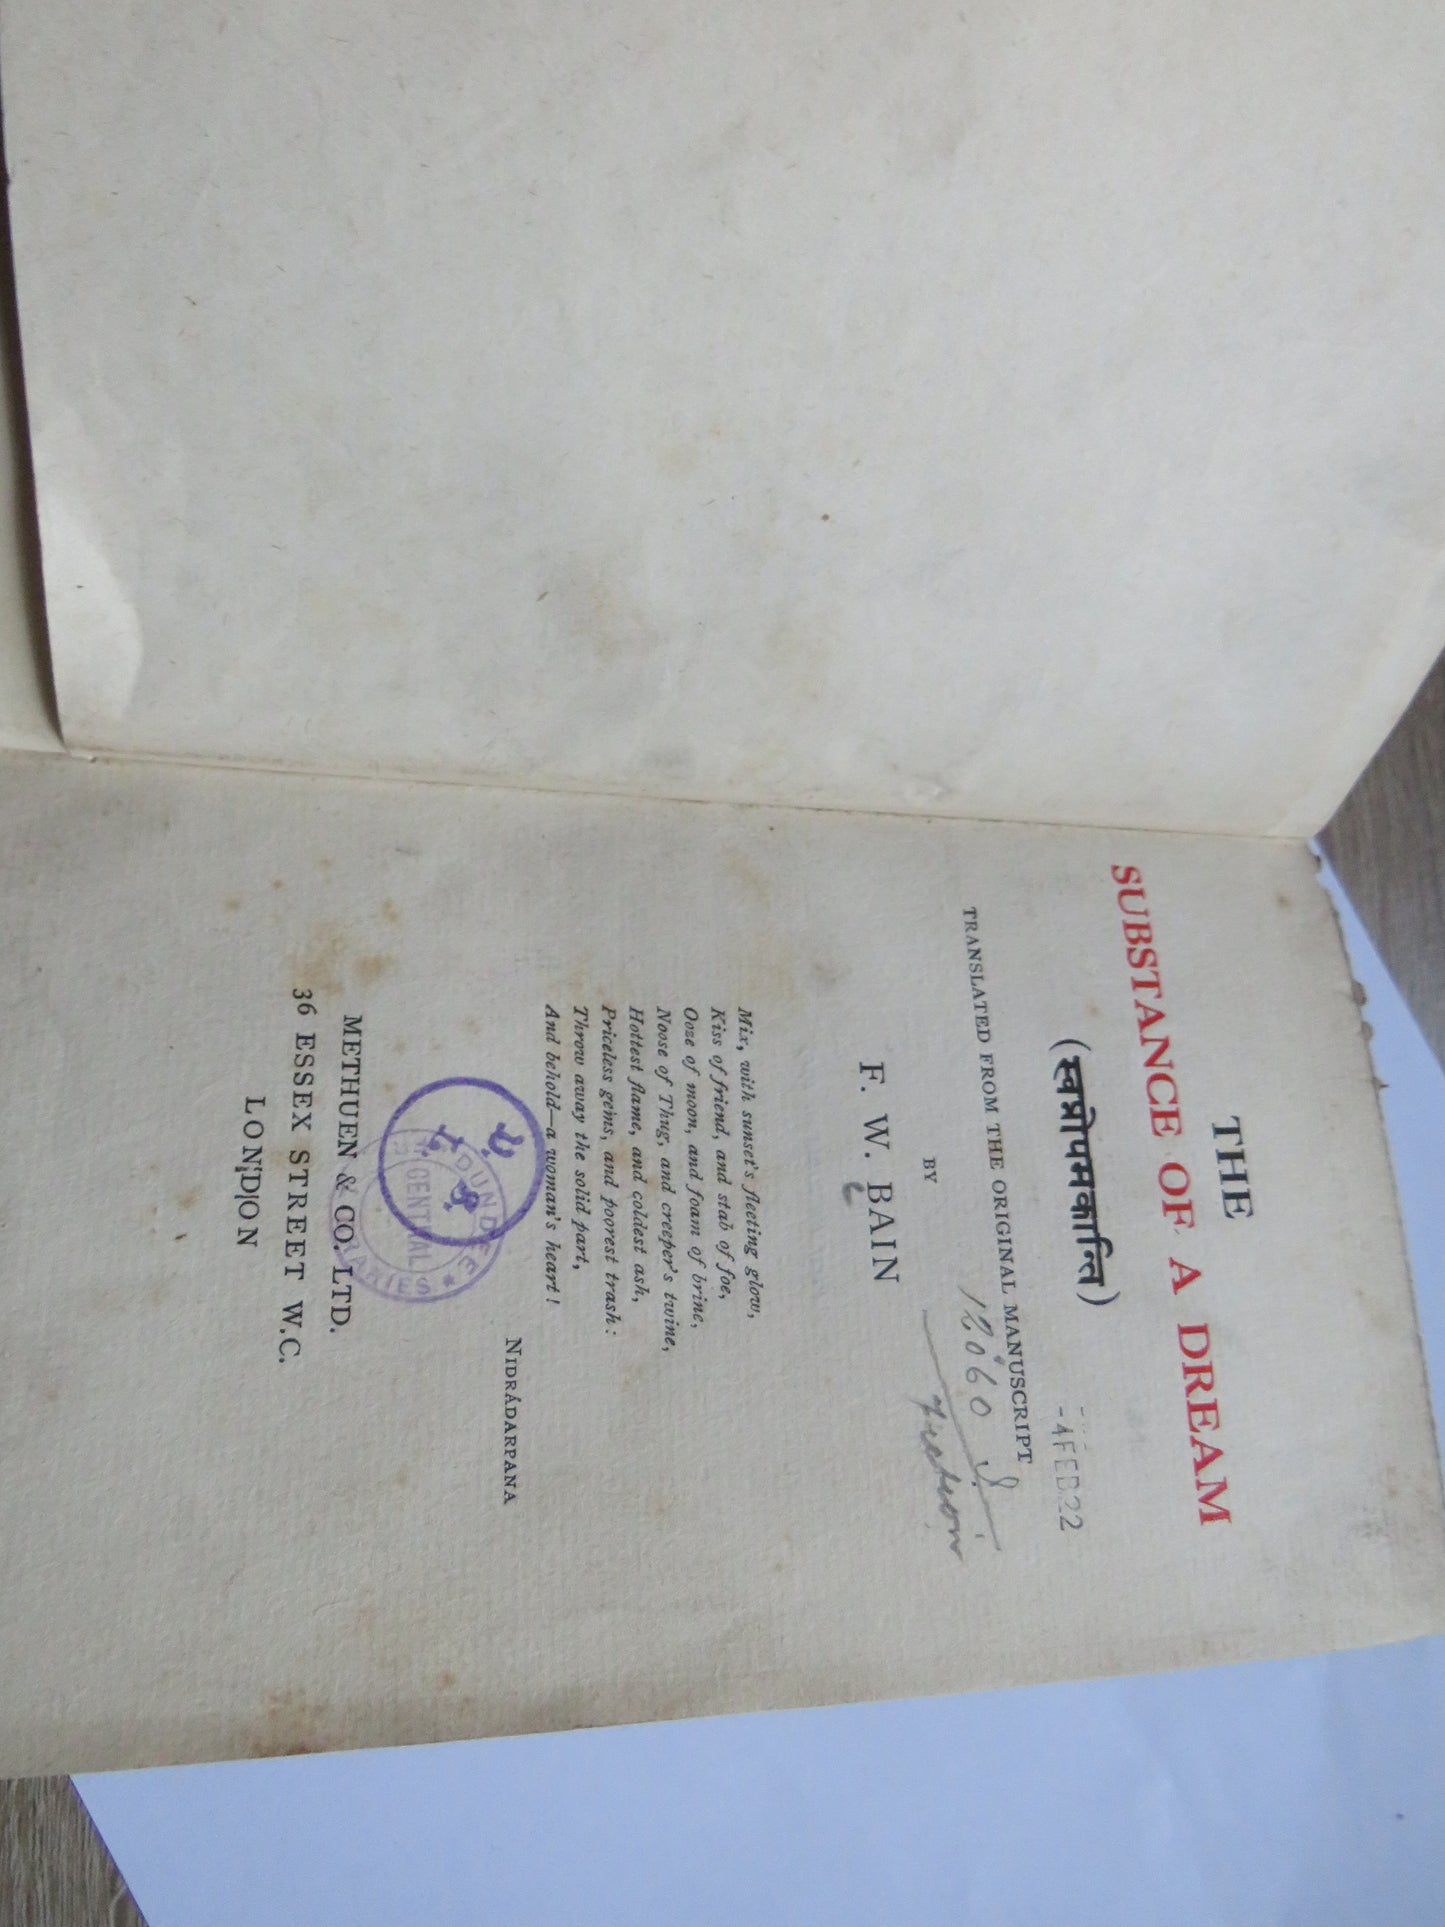 THE
SUBSTANCE OF A DREAM
(स्वप्नोपमकान्ति)
-4FEB22
TRANSLATED FROM THE ORIGINAL MANUSCRIPT
BY
F. W. BAIN
Mix, with sunset's fleeting glow,
Kiss of friend, and stab of foe,
Ooze of moon, and foam of brine,
Noose of Thug, and creeper's twine,
Hottest flame, and coldest ash,
Priceless gems, and poorest trash:
Throw away the solid part,
And behold—a woman's heart!
NIDRÁDARPANA
DUNDEE
CENTRAL
LIBRARIES
METHUEN & CO. LTD.
36 ESSEX STREET W.C.
LONDON